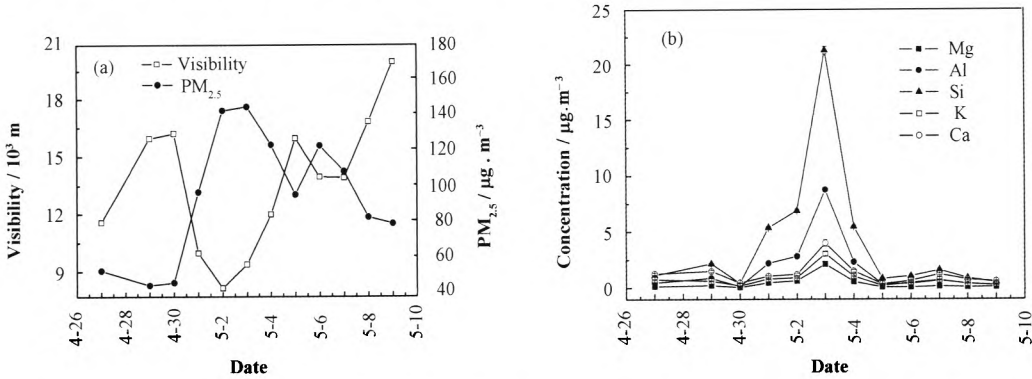 (a)
Visibility
PM2.5
Visibility / 10³ m
21
18
15
12
9
PM2.5 / μg . m⁻³
180
160
140
120
100
80
60
40
4-26
4-28
4-30
5-2
5-4
5-6
5-8
5-10
Date
(b)
Mg
Al
Si
K
Ca
Concentration / μg.m⁻³
25
20
15
10
5
0
4-26
4-28
4-30
5-2
5-4
5-6
5-8
5-10
Date